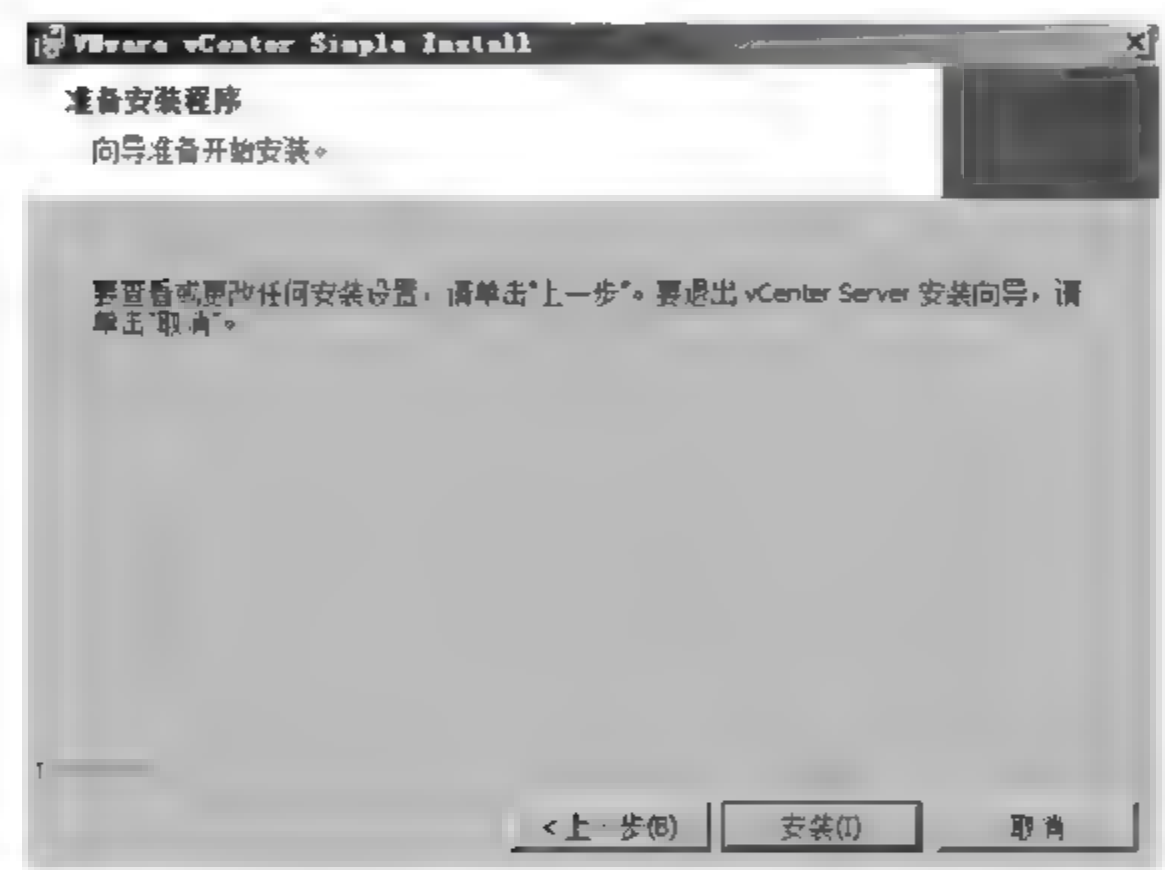 VMware vCenter Simple Install
准备安装程序
向导准备开始安装。
要查看或更改任何安装设置，请单击"上一步"。要退出 vCenter Server 安装向导，请
单击"取消"。
<上一步(B)
安装(I)
取消